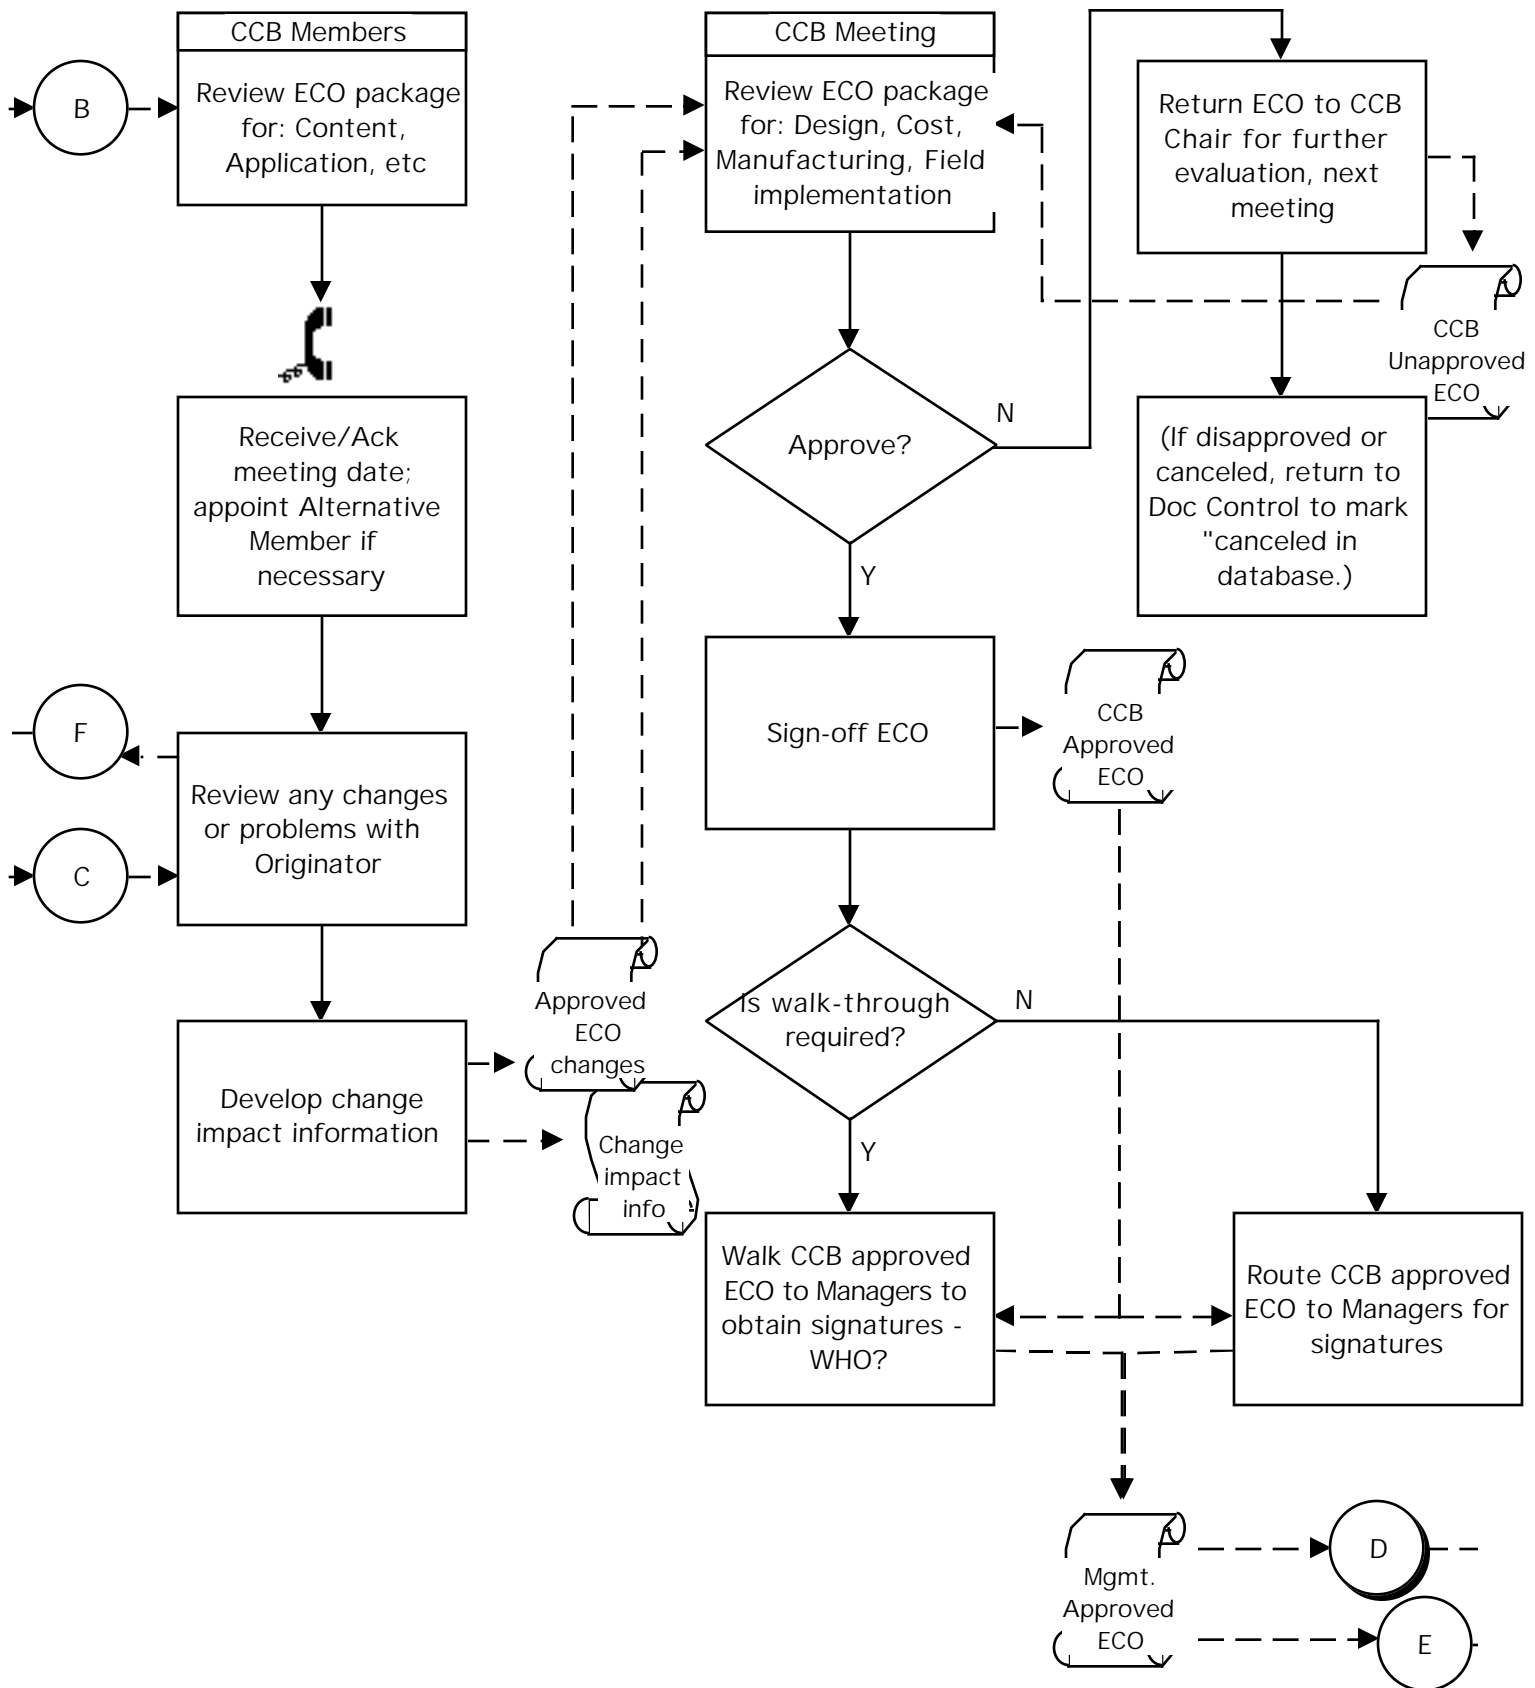 CCB Members
B
Review ECO package
for: Content,
Application, etc
Receive/Ack
meeting date;
appoint Alternative
Member if
necessary
F
Review any changes
or problems with
Originator
C
Develop change
impact information
Approved
ECO
changes
Change
impact
info
CCB Meeting
Review ECO package
for: Design, Cost,
Manufacturing, Field
implementation
Approve?
N
Y
Sign-off ECO
CCB
Approved
ECO
Is walk-through
required?
N
Y
Walk CCB approved
ECO to Managers to
obtain signatures -
WHO?
Return ECO to CCB
Chair for further
evaluation, next
meeting
CCB
Unapproved
ECO
(If disapproved or
canceled, return to
Doc Control to mark
"canceled in
database.)
Route CCB approved
ECO to Managers for
signatures
Mgmt.
Approved
ECO
D
E